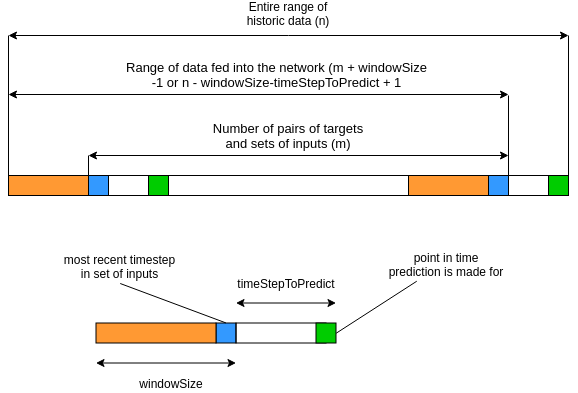 Entire range of
historic data (n)
Range of data fed into the network (m + windowSize
-1 or n - windowSize-timeStepToPredict + 1
Number of pairs of targets
and sets of inputs (m)
most recent timestep
in set of inputs
timeStepToPredict
point in time
prediction is made for
windowSize